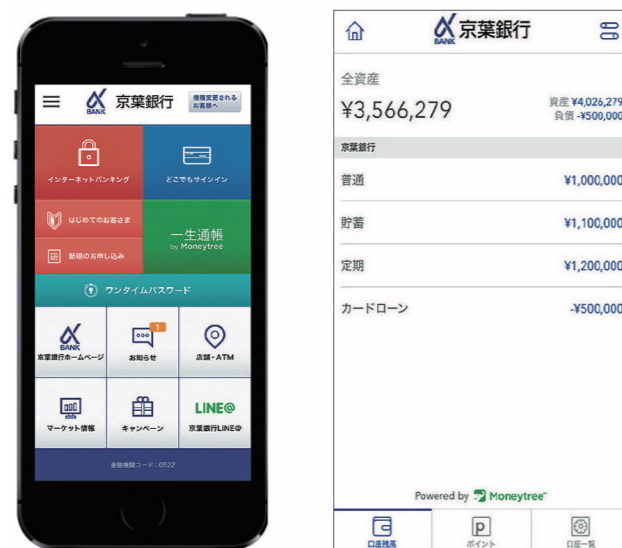 BANK 京葉銀行
機種変更される
お客様へ
インターネットバンキング
どこでもサインイン
はじめてのお客さま
新規のお申し込み
一生通帳
by Moneytree
ワンタイムパスワード
BANK
京葉銀行ホームページ
1
お知らせ
店舗・ATM
マーケット情報
キャンペーン
LINE@
京葉銀行LINE@
金融機関コード：0522
BANK 京葉銀行
全資産
¥3,566,279
資産 ¥4,026,279
負債 -¥500,000
京葉銀行
普通 ¥1,000,000
貯蓄 ¥1,100,000
定期 ¥1,200,000
カードローン -¥500,000
Powered by Moneytree
口座残高
P
ポイント
口座一覧